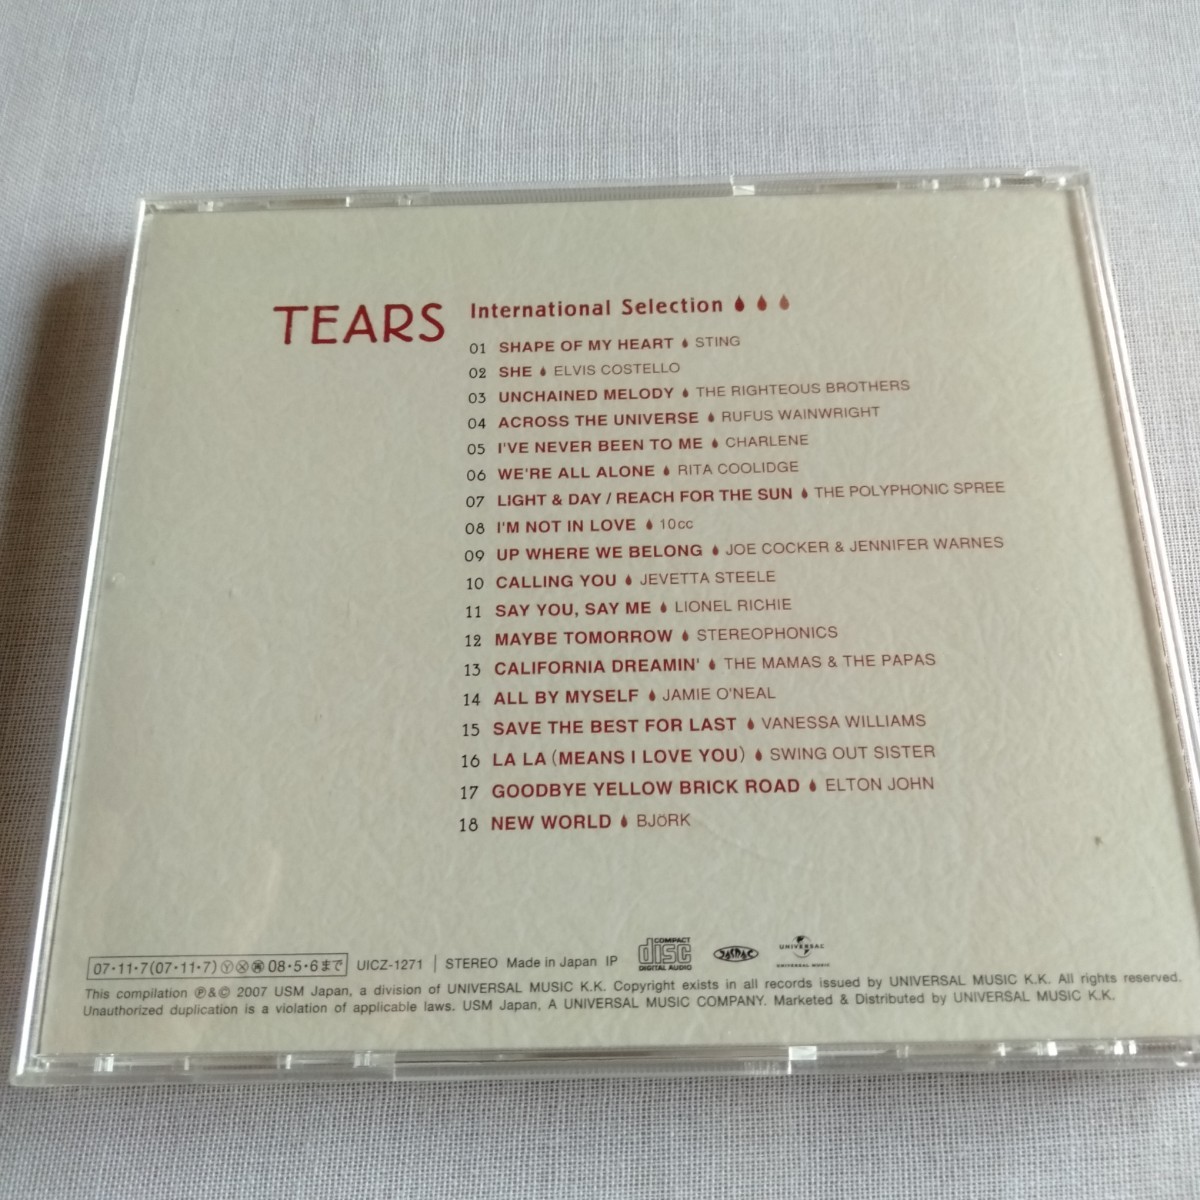 TEARS International Selection
01 SHAPE OF MY HEART STING
02 SHE ELVIS COSTELLO
03 UNCHAINED MELODY THE RIGHTEOUS BROTHERS
04 ACROSS THE UNIVERSE RUFUS WAINWRIGHT
05 I'VE NEVER BEEN TO ME CHARLENE
06 WE'RE ALL ALONE RITA COOLIDGE
07 LIGHT & DAY / REACH FOR THE SUN THE POLYPHONIC SPREE
08 I'M NOT IN LOVE 10cc
09 UP WHERE WE BELONG JOE COCKER & JENNIFER WARNES
10 CALLING YOU JEVETTA STEELE
11 SAY YOU, SAY ME LIONEL RICHIE
12 MAYBE TOMORROW STEREOPHONICS
13 CALIFORNIA DREAMIN' THE MAMAS & THE PAPAS
14 ALL BY MYSELF JAMIE O'NEAL
15 SAVE THE BEST FOR LAST VANESSA WILLIAMS
16 LA LA (MEANS I LOVE YOU) SWING OUT SISTER
17 GOODBYE YELLOW BRICK ROAD ELTON JOHN
18 NEW WORLD BJöRK
07・11・7(07・11・7)ⓎⓍ 08・5・6まで UICZ-1271 | STEREO Made in Japan IP
COMPACT disc DIGITAL AUDIO
JASRAC
UNIVERSAL
UNIVERSAL MUSIC
This compilation ℗&© 2007 USM Japan, a division of UNIVERSAL MUSIC K.K. Copyright exists in all records issued by UNIVERSAL MUSIC K.K. All rights reserved.
Unauthorized duplication is a violation of applicable laws. USM Japan, A UNIVERSAL MUSIC COMPANY. Marketed & Distributed by UNIVERSAL MUSIC K.K.